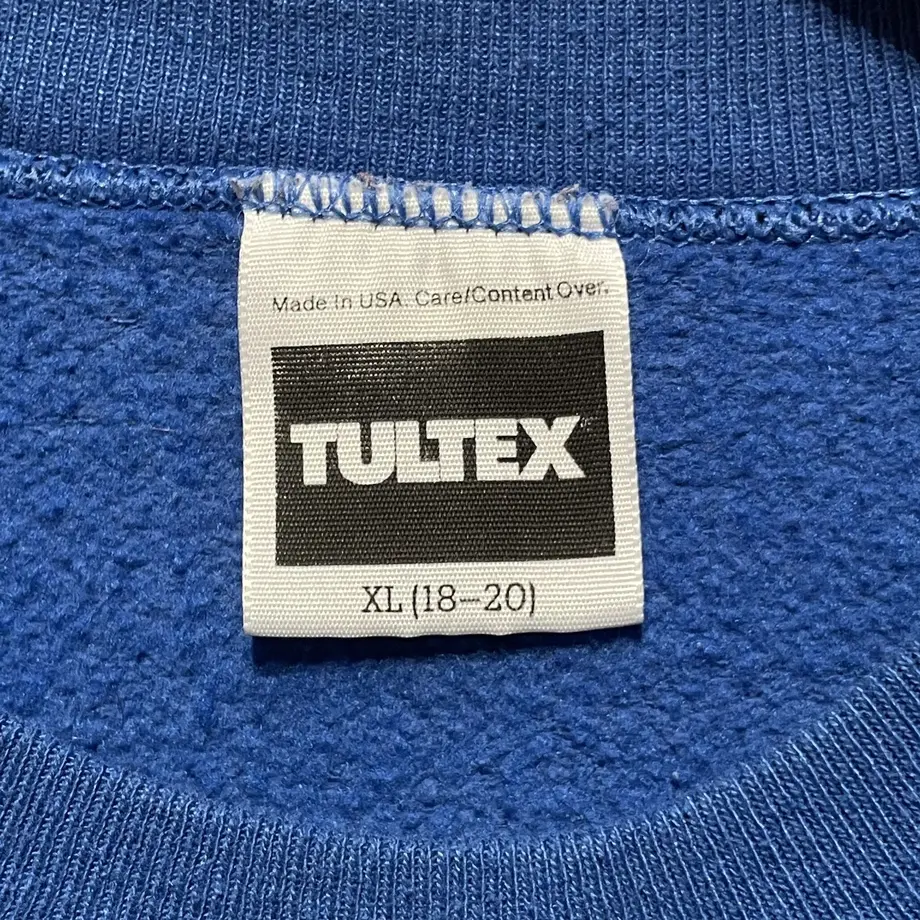 Made In USA. Care/Content Over.
TULTEX
XL (18-20)